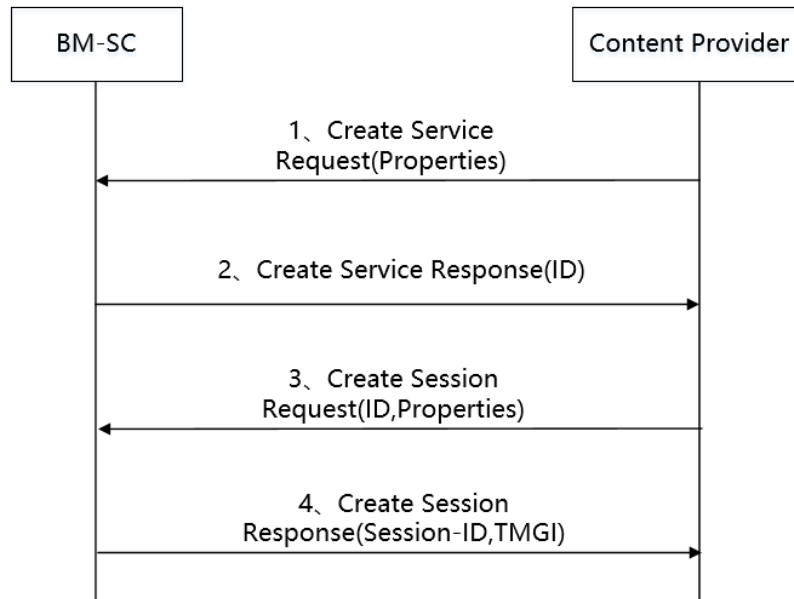 BM-SC
Content Provider
1、Create Service
Request(Properties)
2、Create Service Response(ID)
3、Create Session
Request(ID,Properties)
4、Create Session
Response(Session-ID,TMGI)